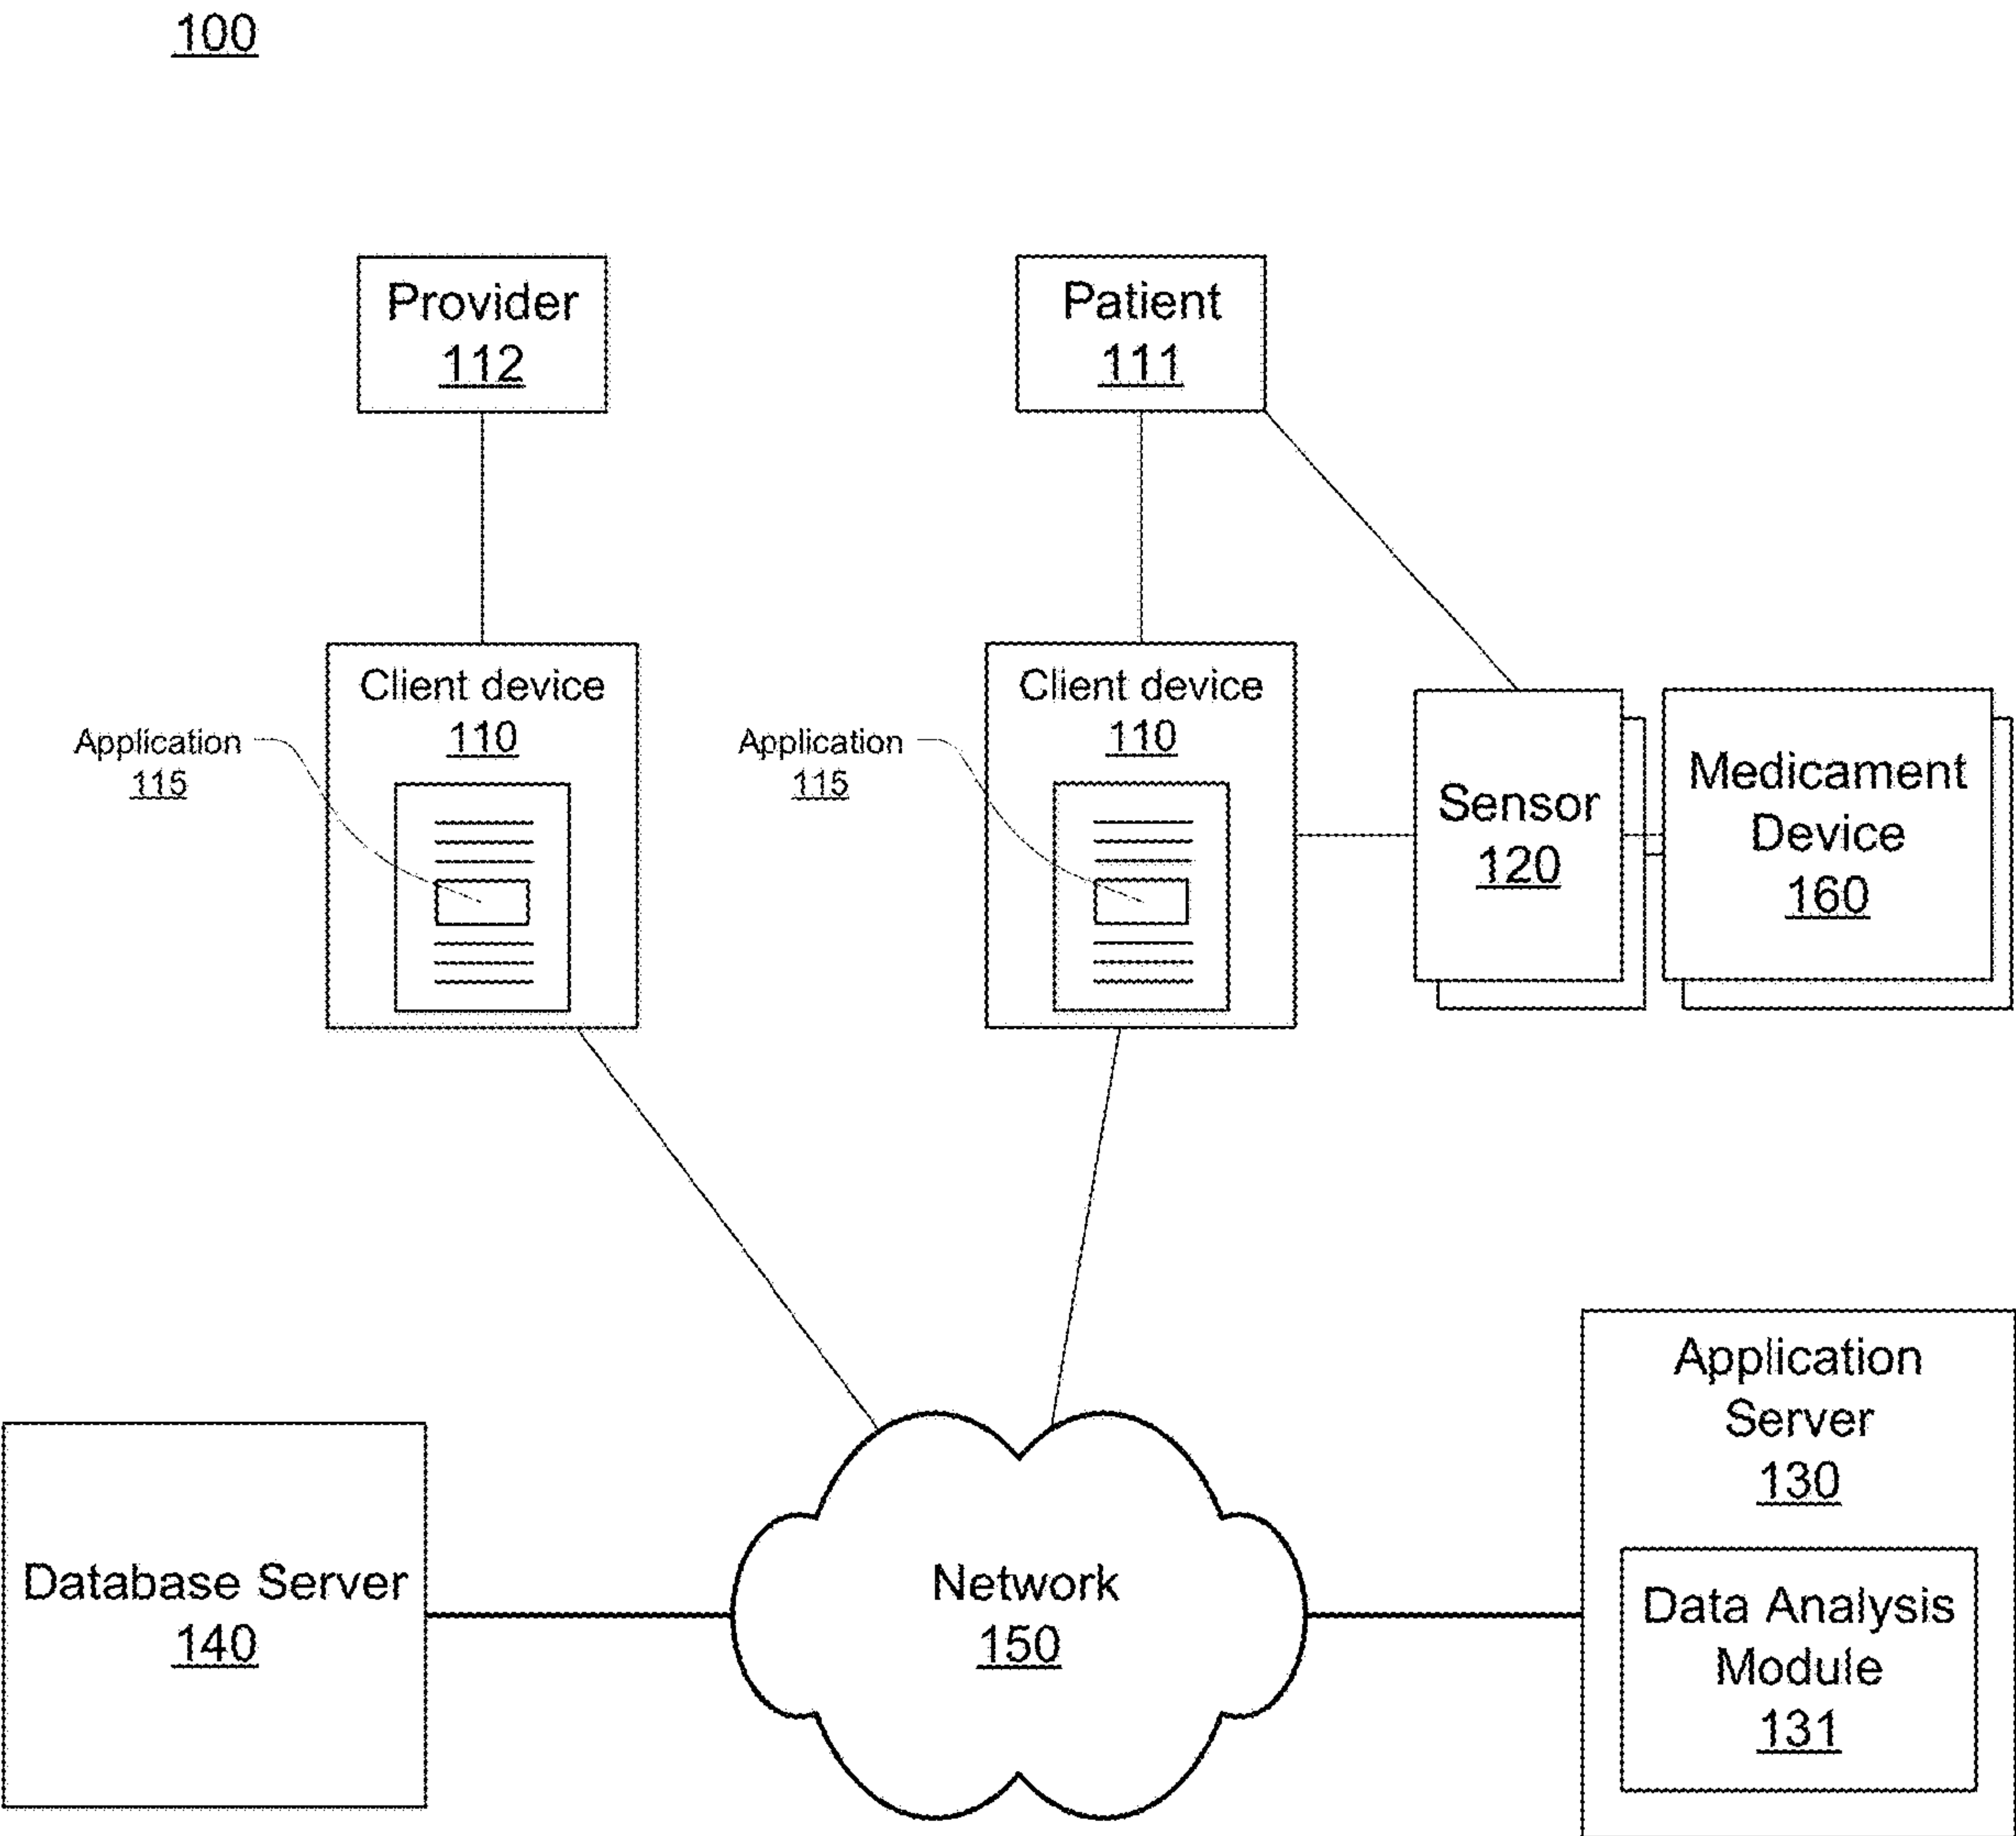 100
Provider
112
Patient
111
Client device
110
Application
115
Client device
110
Application
115
Sensor
120
Medicament
Device
160
Database Server
140
Network
150
Application
Server
130
Data Analysis
Module
131